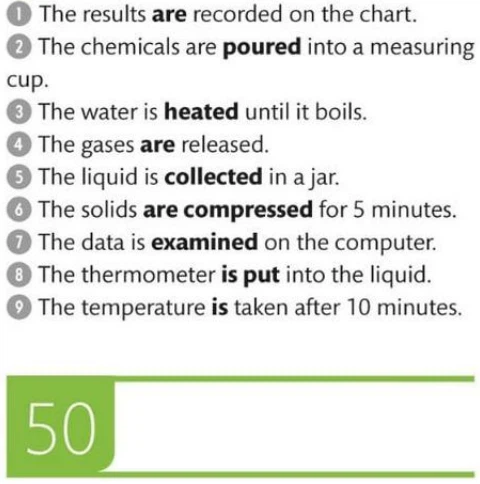 1 The results are recorded on the chart.
2 The chemicals are poured into a measuring
cup.
3 The water is heated until it boils.
4 The gases are released.
5 The liquid is collected in a jar.
6 The solids are compressed for 5 minutes.
7 The data is examined on the computer.
8 The thermometer is put into the liquid.
9 The temperature is taken after 10 minutes.
50